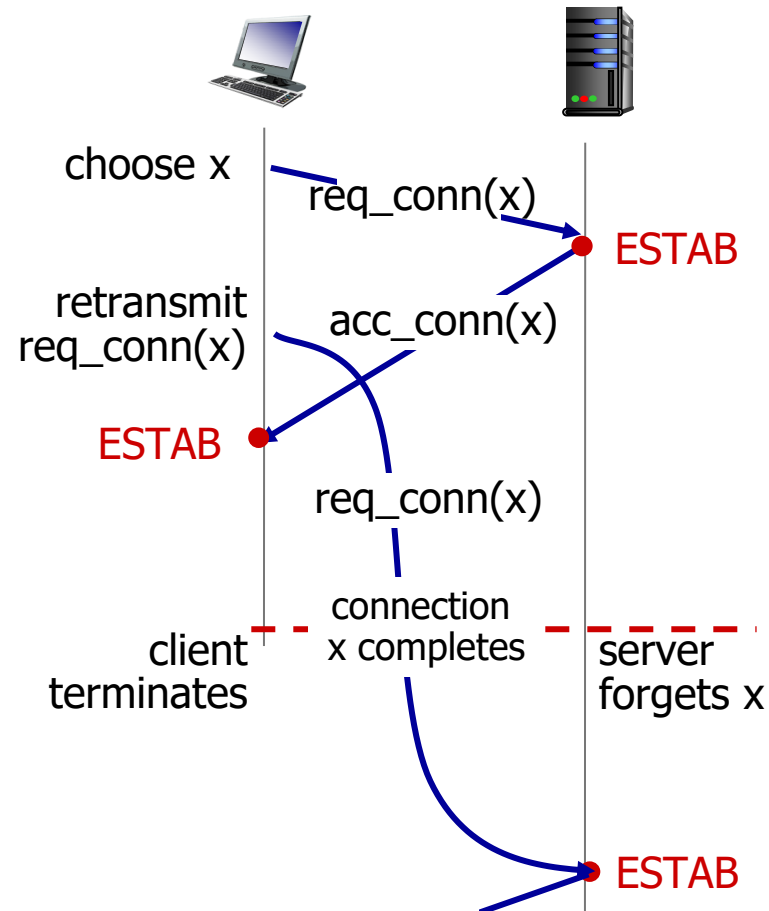 choose x
req_conn(x)
ESTAB
retransmit
req_conn(x)
acc_conn(x)
ESTAB
req_conn(x)
connection
x completes
client
terminates
server
forgets x
ESTAB